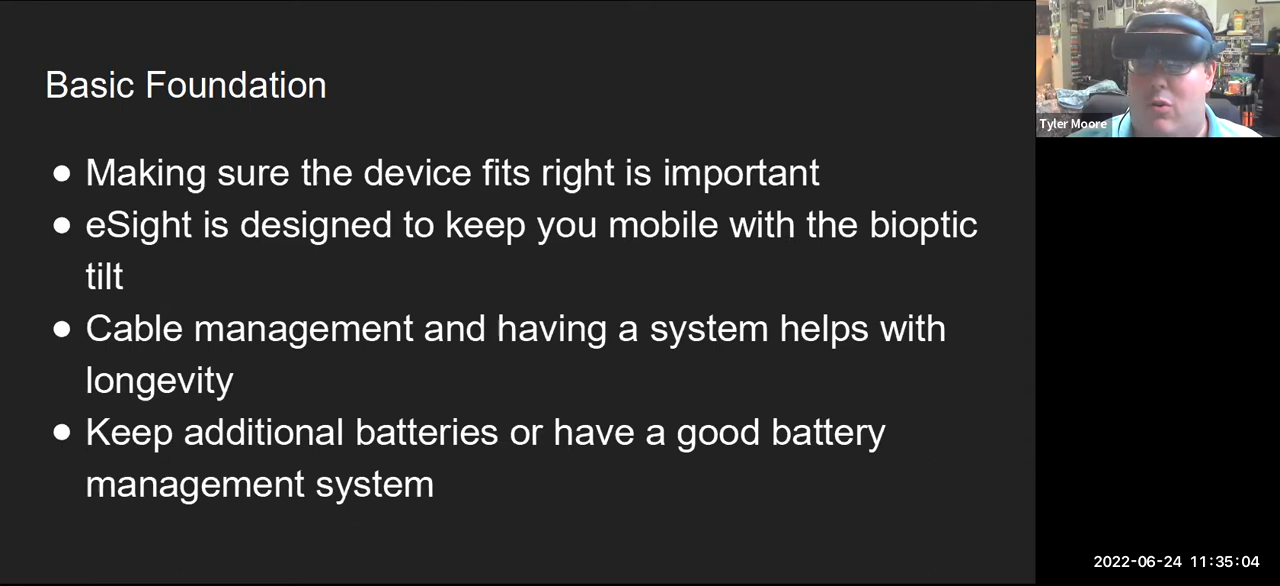 Basic Foundation
● Making sure the device fits right is important
● eSight is designed to keep you mobile with the bioptic
tilt
● Cable management and having a system helps with
longevity
● Keep additional batteries or have a good battery
management system
Tyler Moore
2022-06-24 11:35:04